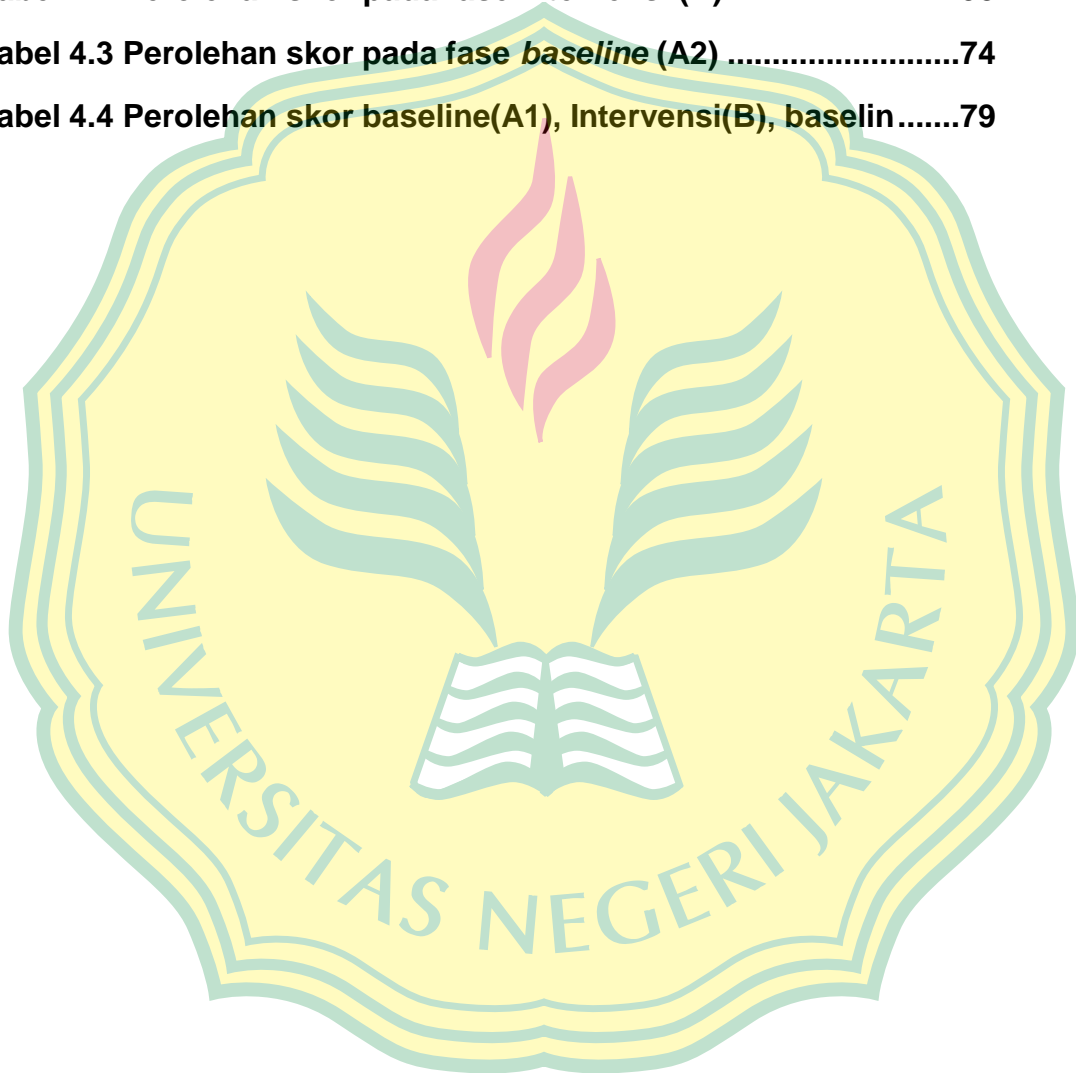 abel 4.3 Perolehan skor pada fase baseline (A2) ..........................74
abel 4.4 Perolehan skor baseline(A1), Intervensi(B), baselin.......79
UNIVERSITAS NEGERI JAKARTA